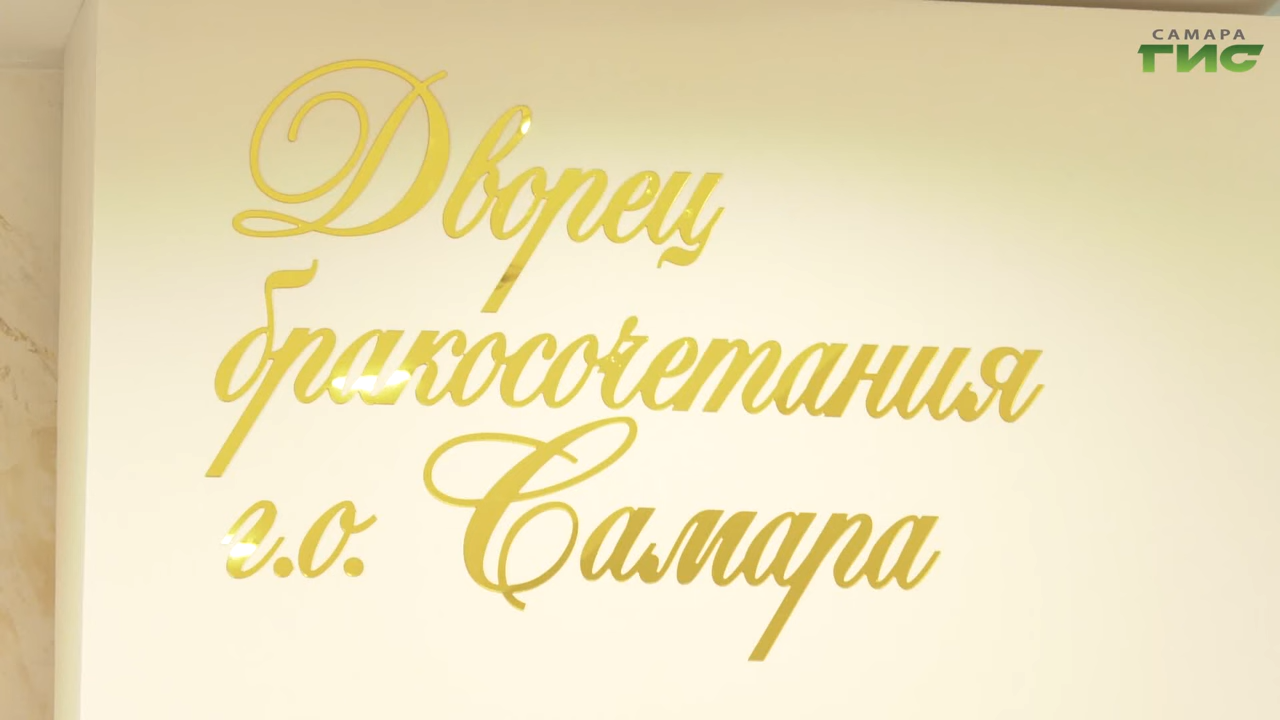 САМАРА
ГИС
Дворец
бракосочетания
г.о. Самара